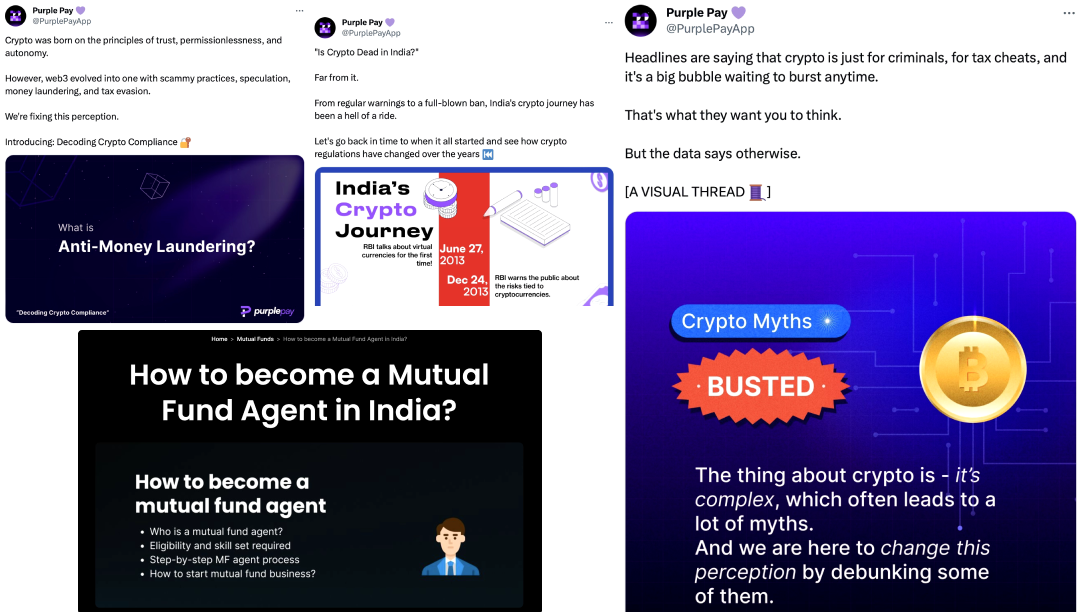 Purple Pay 💜
@PurplePayApp
Crypto was born on the principles of trust, permissionlessness, and
autonomy.
However, web3 evolved into one with scammy practices, speculation,
money laundering, and tax evasion.
We're fixing this perception.
Introducing: Decoding Crypto Compliance 🔐
What is
Anti-Money Laundering?
"Decoding Crypto Compliance"
purplepay
Purple Pay 💜
@PurplePayApp
"Is Crypto Dead in India?"
Far from it.
From regular warnings to a full-blown ban, India's crypto journey has
been a hell of a ride.
Let's go back in time to when it all started and see how crypto
regulations have changed over the years ⏮️
India's
Crypto
Journey
RBI talks about virtual
currencies for the first
time!
June 27,
2013
Dec 24,
2013
RBI warns the public about
the risks tied to
cryptocurrencies.
Purple Pay 💜
@PurplePayApp
Headlines are saying that crypto is just for criminals, for tax cheats, and
it's a big bubble waiting to burst anytime.
That's what they want you to think.
But the data says otherwise.
[A VISUAL THREAD 🧵]
Crypto Myths
· BUSTED ·
The thing about crypto is - it's
complex, which often leads to a
lot of myths.
And we are here to change this
perception by debunking some
of them.
Home > Mutual Funds > How to become a Mutual Fund Agent in India?
How to become a Mutual
Fund Agent in India?
How to become a
mutual fund agent
• Who is a mutual fund agent?
• Eligibility and skill set required
• Step-by-step MF agent process
• How to start mutual fund business?